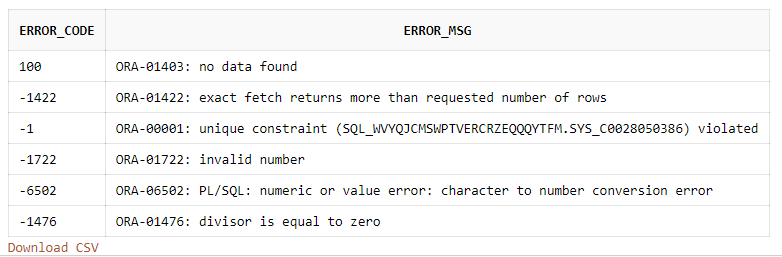 ERROR_CODE ERROR_MSG
100 ORA-01403: no data found
-1422 ORA-01422: exact fetch returns more than requested number of rows
-1 ORA-00001: unique constraint (SQL_WVYQJCMSWPTVERCRZEQQQYTFM.SYS_C0028050386) violated
-1722 ORA-01722: invalid number
-6502 ORA-06502: PL/SQL: numeric or value error: character to number conversion error
-1476 ORA-01476: divisor is equal to zero
Download CSV